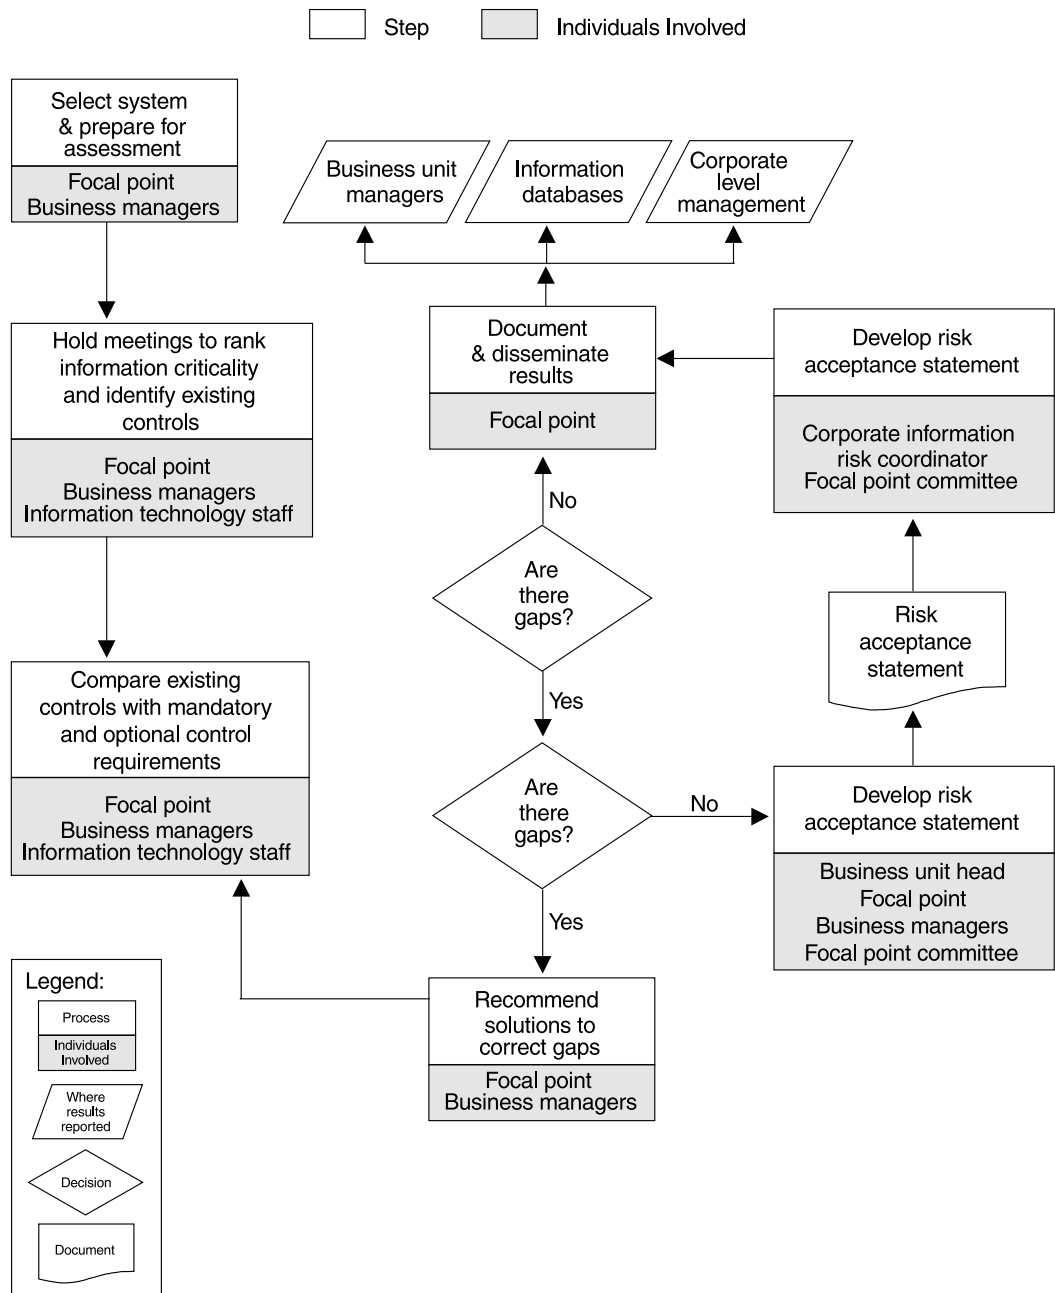 Step
Individuals Involved
Select system
& prepare for
assessment
Focal point
Business managers
Hold meetings to rank
information criticality
and identify existing
controls
Focal point
Business managers
Information technology staff
Compare existing
controls with mandatory
and optional control
requirements
Focal point
Business managers
Information technology staff
Business unit
managers
Information
databases
Corporate
level
management
Document
& disseminate
results
Focal point
No
Are
there
gaps?
Yes
Are
there
gaps?
No
Yes
Recommend
solutions to
correct gaps
Focal point
Business managers
Develop risk
acceptance statement
Corporate information
risk coordinator
Focal point committee
Risk
acceptance
statement
Develop risk
acceptance statement
Business unit head
Focal point
Business managers
Focal point committee
Legend:
Process
Individuals
Involved
Where
results
reported
Decision
Document